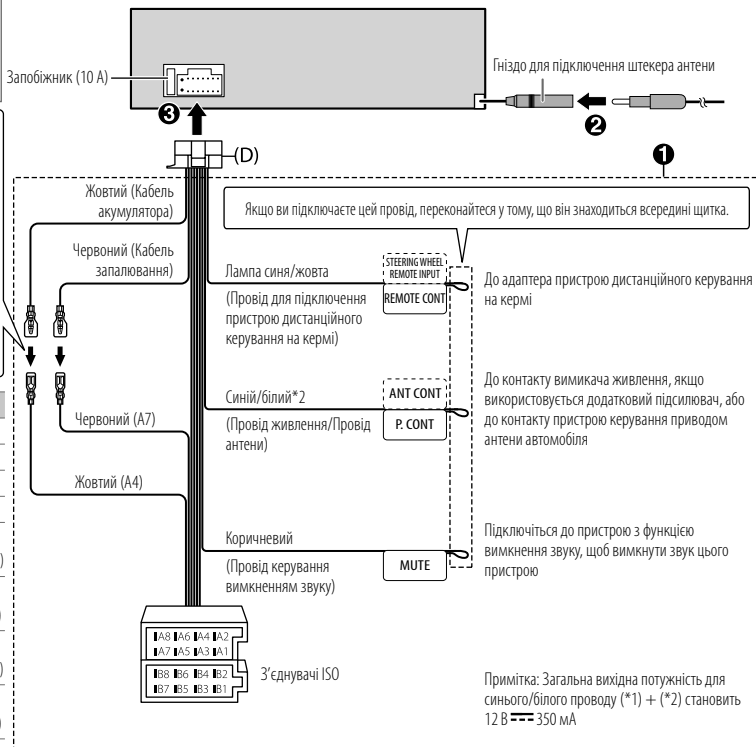 Запобіжник (10 A)
❸
Гніздо для підключення штекера антени
❷
(D)
❶
Жовтий (Кабель
акумулятора)
Якщо ви підключаєте цей провід, переконайтеся у тому, що він знаходиться всередині щитка.
Червоний (Кабель
запалювання)
Лампа синя/жовта
(Провід для підключення
пристрою дистанційного
керування на кермі)
STEERING WHEEL
REMOTE INPUT
REMOTE CONT
До адаптера пристрою дистанційного керування
на кермі
Синій/білий*2
(Провід живлення/Провід
антени)
ANT CONT
P. CONT
До контакту вимикача живлення, якщо
використовується додатковий підсилювач, або
до контакту пристрою керування приводом
антени автомобіля
Червоний (A7)
Жовтий (A4)
Коричневий
(Провід керування
вимкненням звуку)
MUTE
Підключіться до пристрою з функцією
вимкнення звуку, щоб вимкнути звук цього
пристрою
A8 A6 A4 A2
A7 A5 A3 A1
B8 B6 B4 B2
B7 B5 B3 B1
З’єднувачі ISO
Примітка: Загальна вихідна потужність для
синього/білого проводу (*1) + (*2) становить
12 В ⎓ 350 мА
)
)
)
)